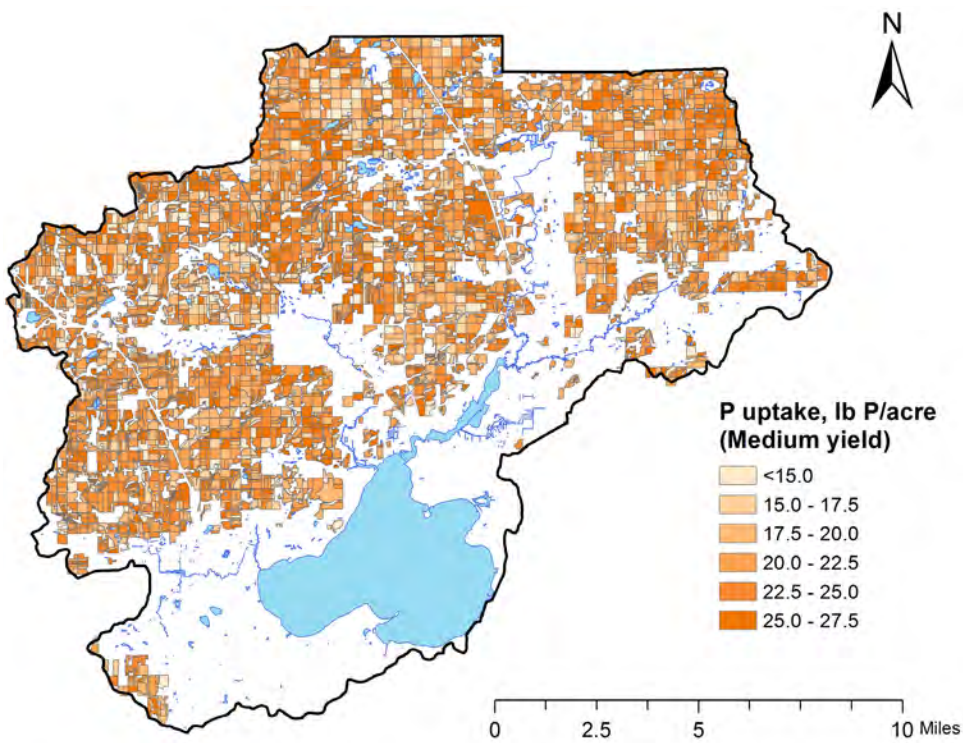 N
P uptake, lb P/acre
(Medium yield)
<15.0
15.0 - 17.5
17.5 - 20.0
20.0 - 22.5
22.5 - 25.0
25.0 - 27.5
0 2.5 5 10 Miles